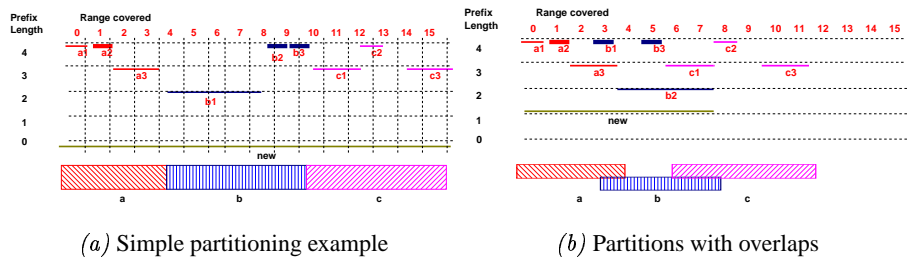 Prefix Length Range covered
0 1 2 3 4 5 6 7 8 9 10 11 12 13 14 15
4 a1 a2 b2 b3 c2
3 a3 c1 c3
2 b1
1
0
new
a b c
(a) Simple partitioning example
Prefix Length Range covered
0 1 2 3 4 5 6 7 8 9 10 11 12 13 14 15
4 a1 a2 b1 b3 c2
3 a3 c1 c3
2 b2
1 new
0
a b c
(b) Partitions with overlaps